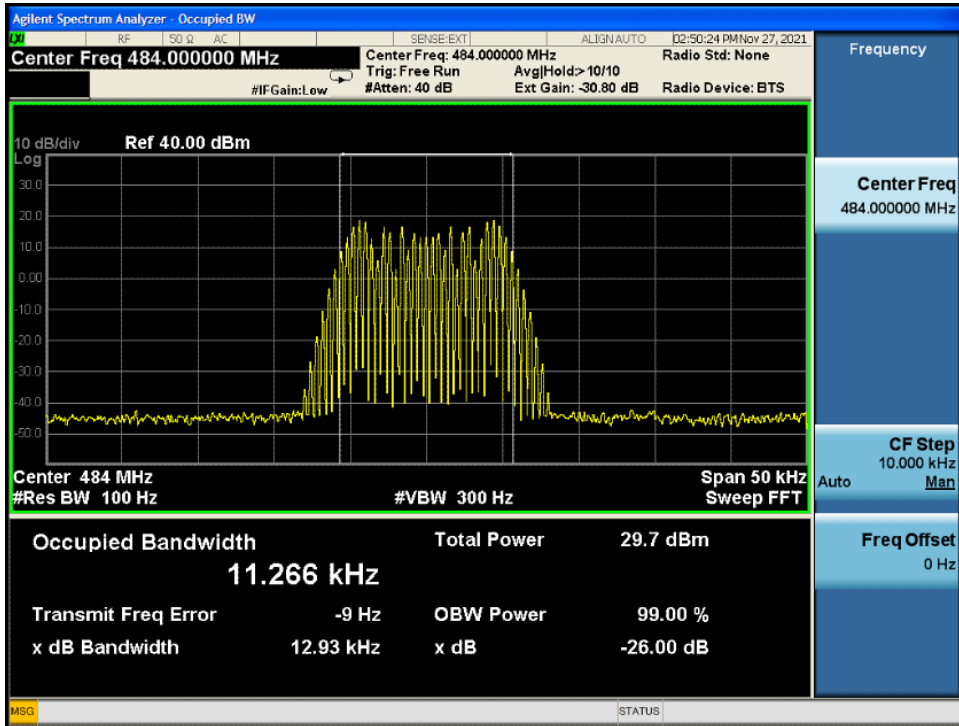 Agilent Spectrum Analyzer - Occupied BW
LXI RF 50 Ω AC SENSE:EXT ALIGN AUTO 02:50:24 PM Nov 27, 2021
Center Freq 484.000000 MHz Center Freq: 484.000000 MHz Radio Std: None
Trig: Free Run Avg|Hold:> 10/10
#IFGain:Low #Atten: 40 dB Ext Gain: -30.80 dB Radio Device: BTS
10 dB/div Ref 40.00 dBm
Log
30.0
20.0
10.0
0.00
-10.0
-20.0
-30.0
-40.0
-50.0
Center 484 MHz Span 50 kHz
#Res BW 100 Hz #VBW 300 Hz Sweep FFT
Occupied Bandwidth Total Power 29.7 dBm
11.266 kHz
Transmit Freq Error -9 Hz OBW Power 99.00 %
x dB Bandwidth 12.93 kHz x dB -26.00 dB
MSG STATUS
Frequency
Center Freq
484.000000 MHz
CF Step
10.000 kHz
Auto Man
Freq Offset
0 Hz